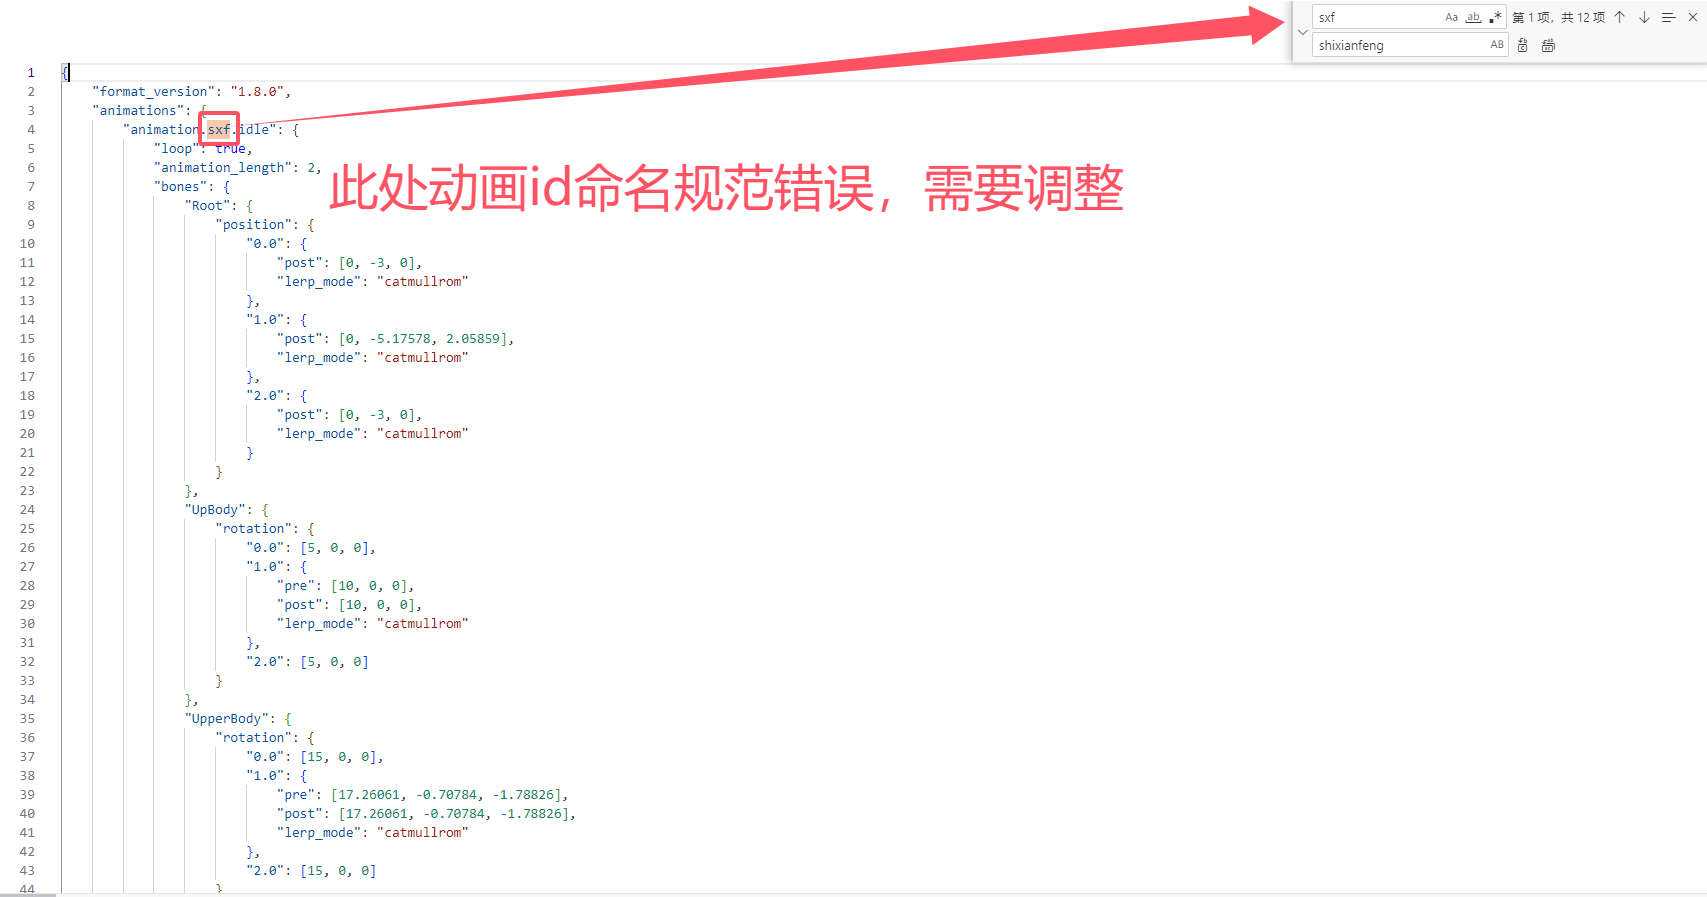 sxf Aa ab .* 第 1 项，共 12 项
shixianfeng AB
1 {
2 "format_version": "1.8.0",
3 "animations": {
4 "animation.sxf.idle": {
5 "loop": true,
6 "animation_length": 2,
此处动画id命名规范错误，需要调整
7 "bones": {
8 "Root": {
9 "position": {
10 "0.0": {
11 "post": [0, -3, 0],
12 "lerp_mode": "catmullrom"
13 },
14 "1.0": {
15 "post": [0, -5.17578, 2.05859],
16 "lerp_mode": "catmullrom"
17 },
18 "2.0": {
19 "post": [0, -3, 0],
20 "lerp_mode": "catmullrom"
21 }
22 }
23 },
24 "UpBody": {
25 "rotation": {
26 "0.0": [5, 0, 0],
27 "1.0": {
28 "pre": [10, 0, 0],
29 "post": [10, 0, 0],
30 "lerp_mode": "catmullrom"
31 },
32 "2.0": [5, 0, 0]
33 }
34 },
35 "UpperBody": {
36 "rotation": {
37 "0.0": [15, 0, 0],
38 "1.0": {
39 "pre": [17.26061, -0.70784, -1.78826],
40 "post": [17.26061, -0.70784, -1.78826],
41 "lerp_mode": "catmullrom"
42 },
43 "2.0": [15, 0, 0]
44 }